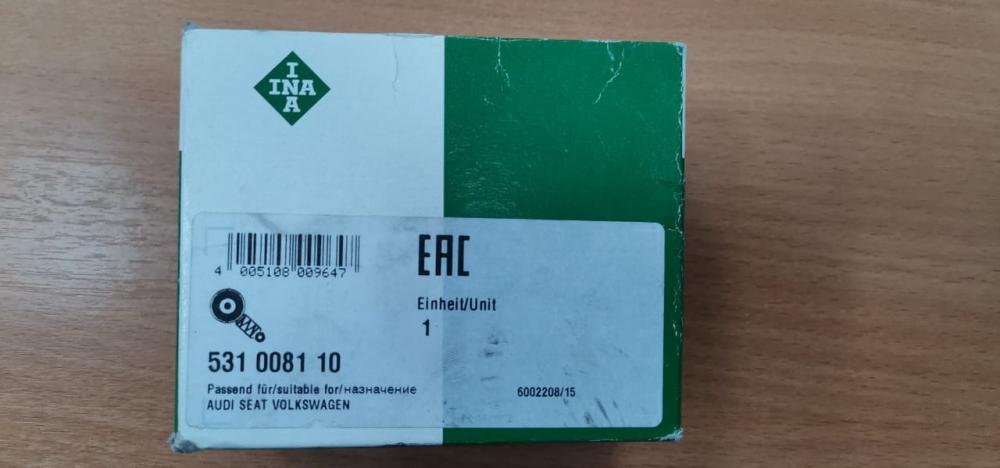 INA
INA
4 005108 009647
EAC
Einheit/Unit
1
531 0081 10
Passend für/suitable for/назначение
AUDI SEAT VOLKSWAGEN
6002208/15